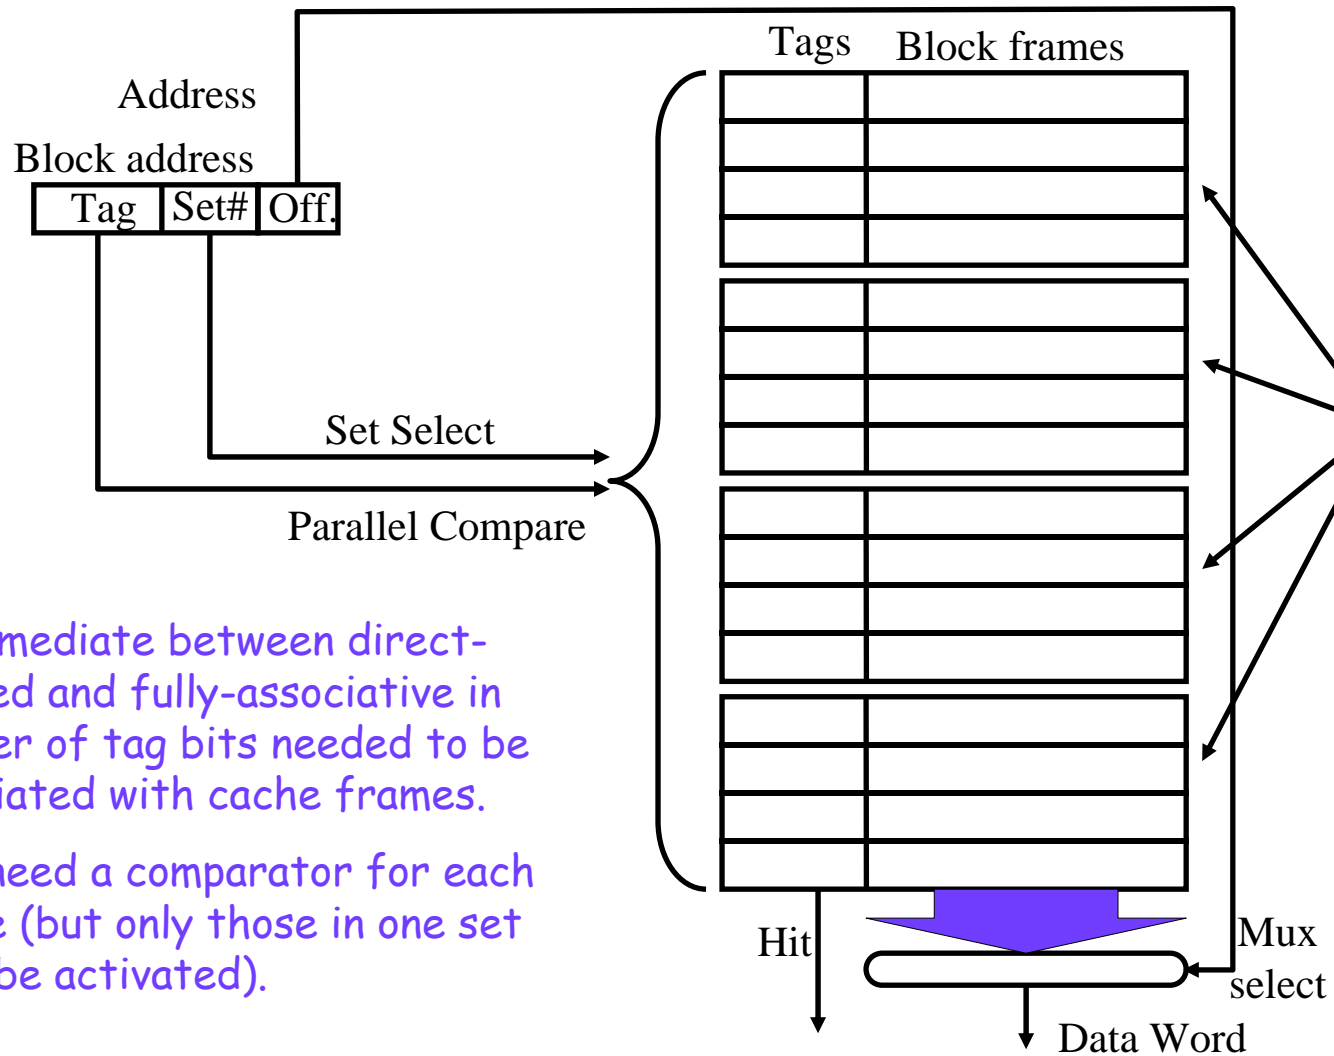 Tags Block frames
Address
Block address
Tag Set# Off.
Set Select
Parallel Compare
mediate between direct-
ed and fully-associative in
er of tag bits needed to be
iated with cache frames.
need a comparator for each
e (but only those in one set
be activated).
Hit
Mux
select
Data Word